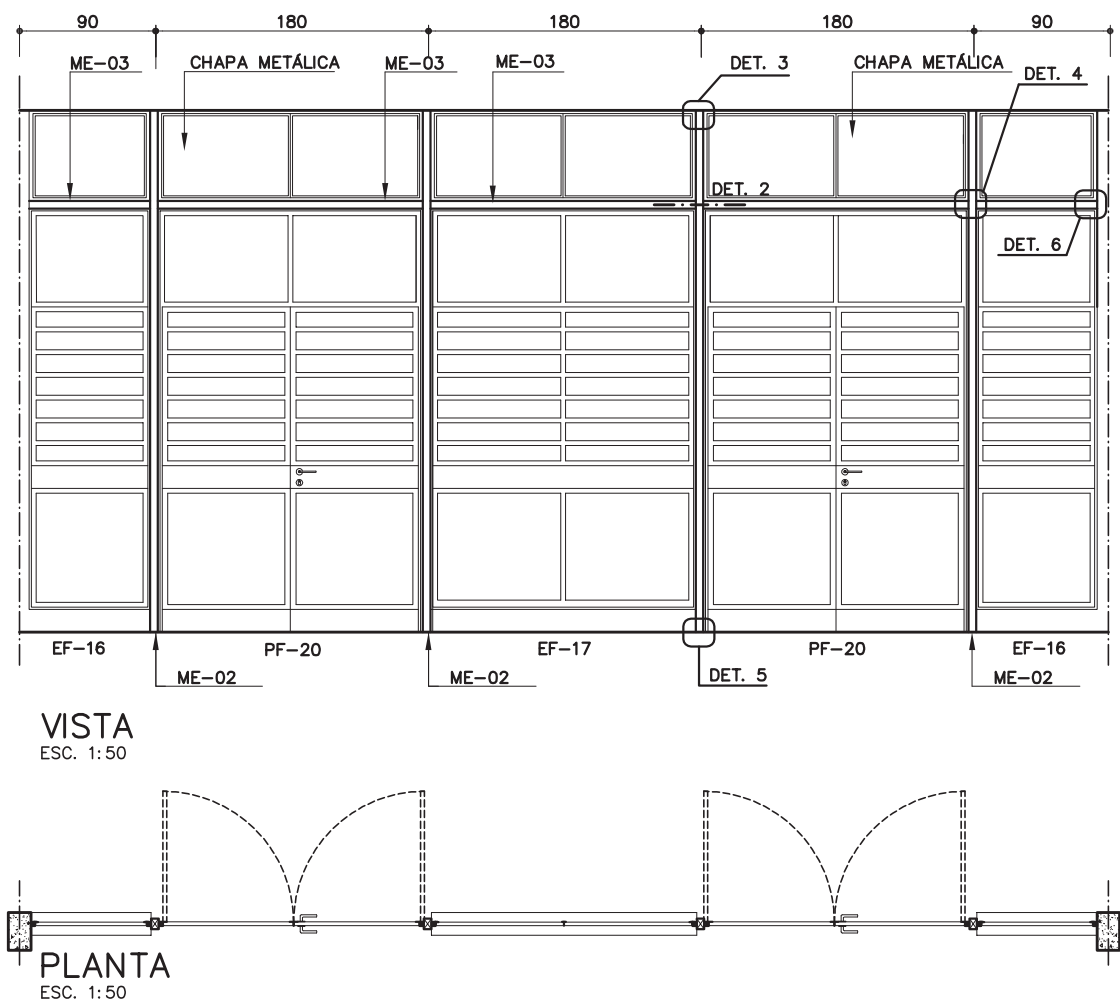 90 180 180 180 90
ME-03 CHAPA METÁLICA ME-03 ME-03 DET. 3 CHAPA METÁLICA DET. 4
DET. 2
DET. 6
EF-16 PF-20 EF-17 PF-20 EF-16
ME-02 ME-02 DET. 5 ME-02
VISTA
ESC. 1:50
PLANTA
ESC. 1:50